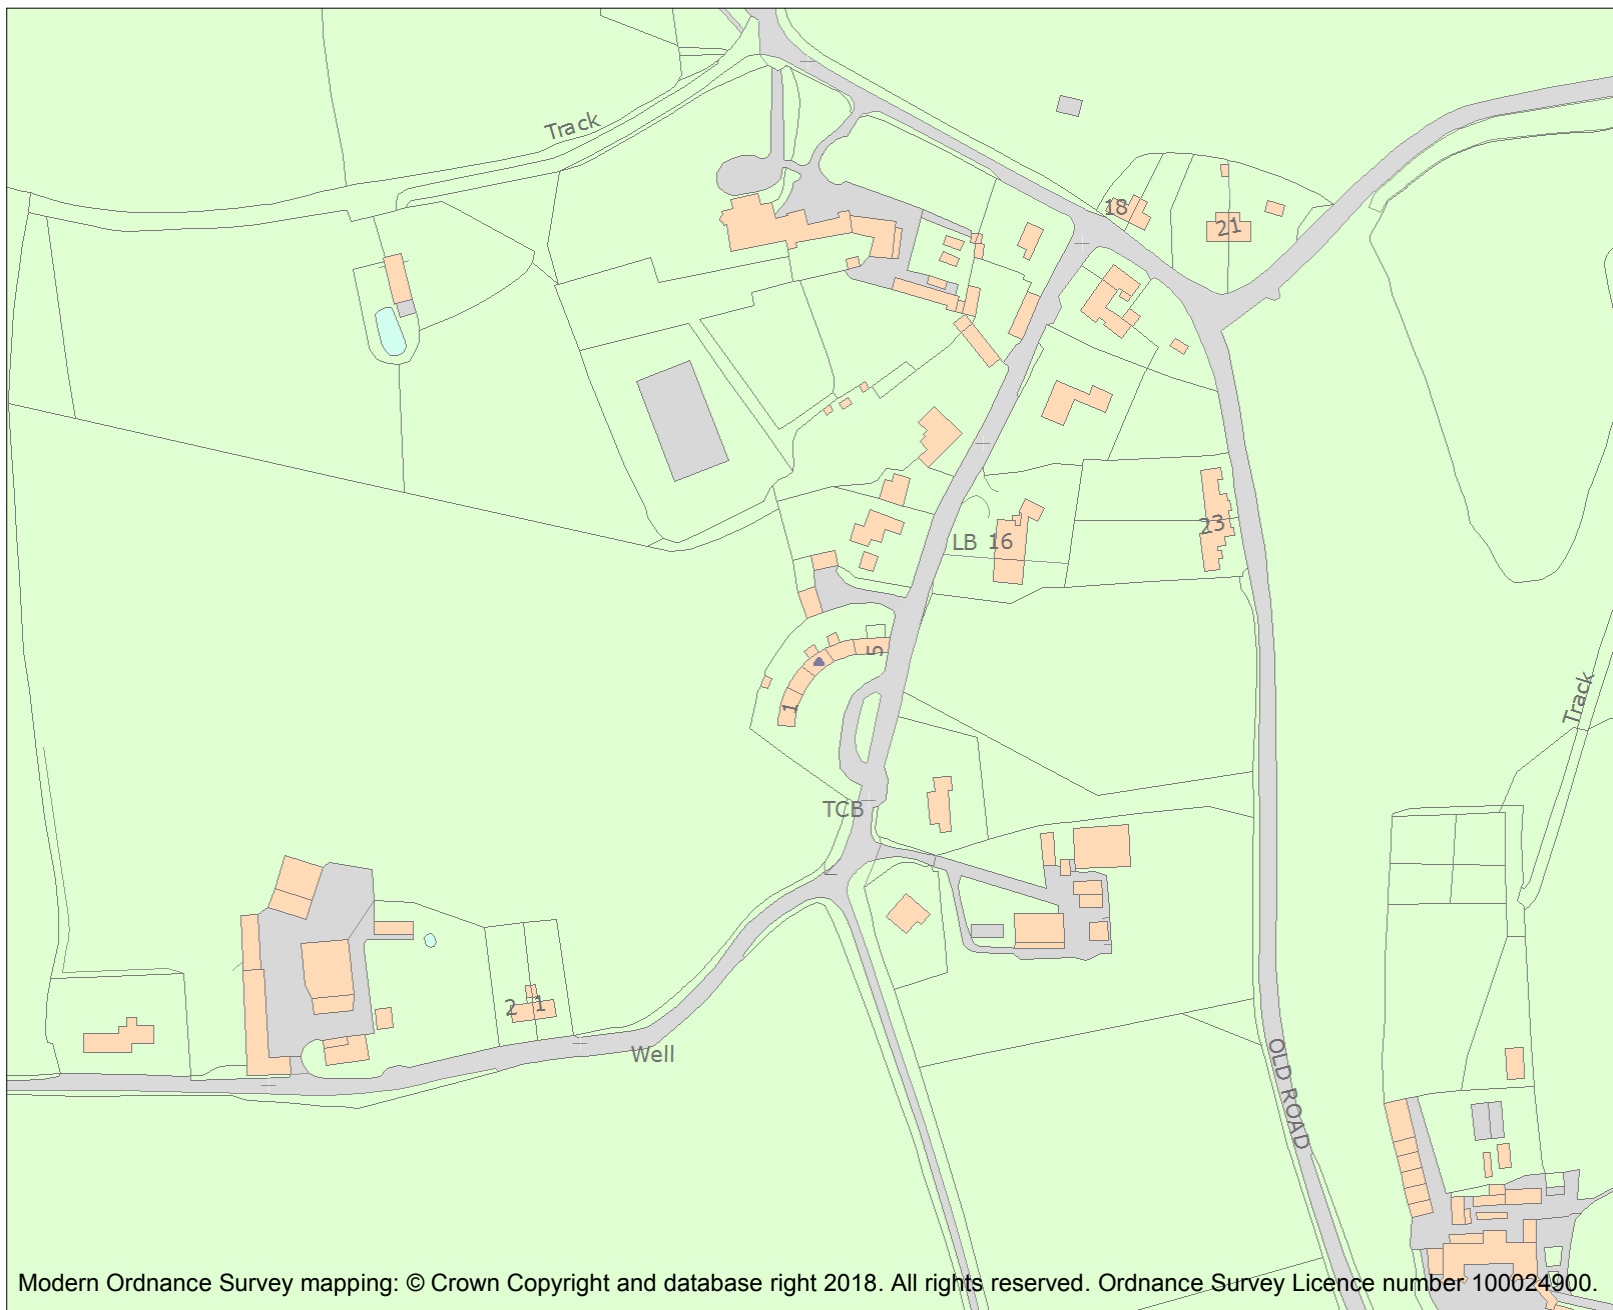 Track
18
21
23
LB 16
5
1
Track
TCB
2 1
Well
OLD ROAD
Modern Ordnance Survey mapping: © Crown Copyright and database right 2018. All rights reserved. Ordnance Survey Licence number 100024900.